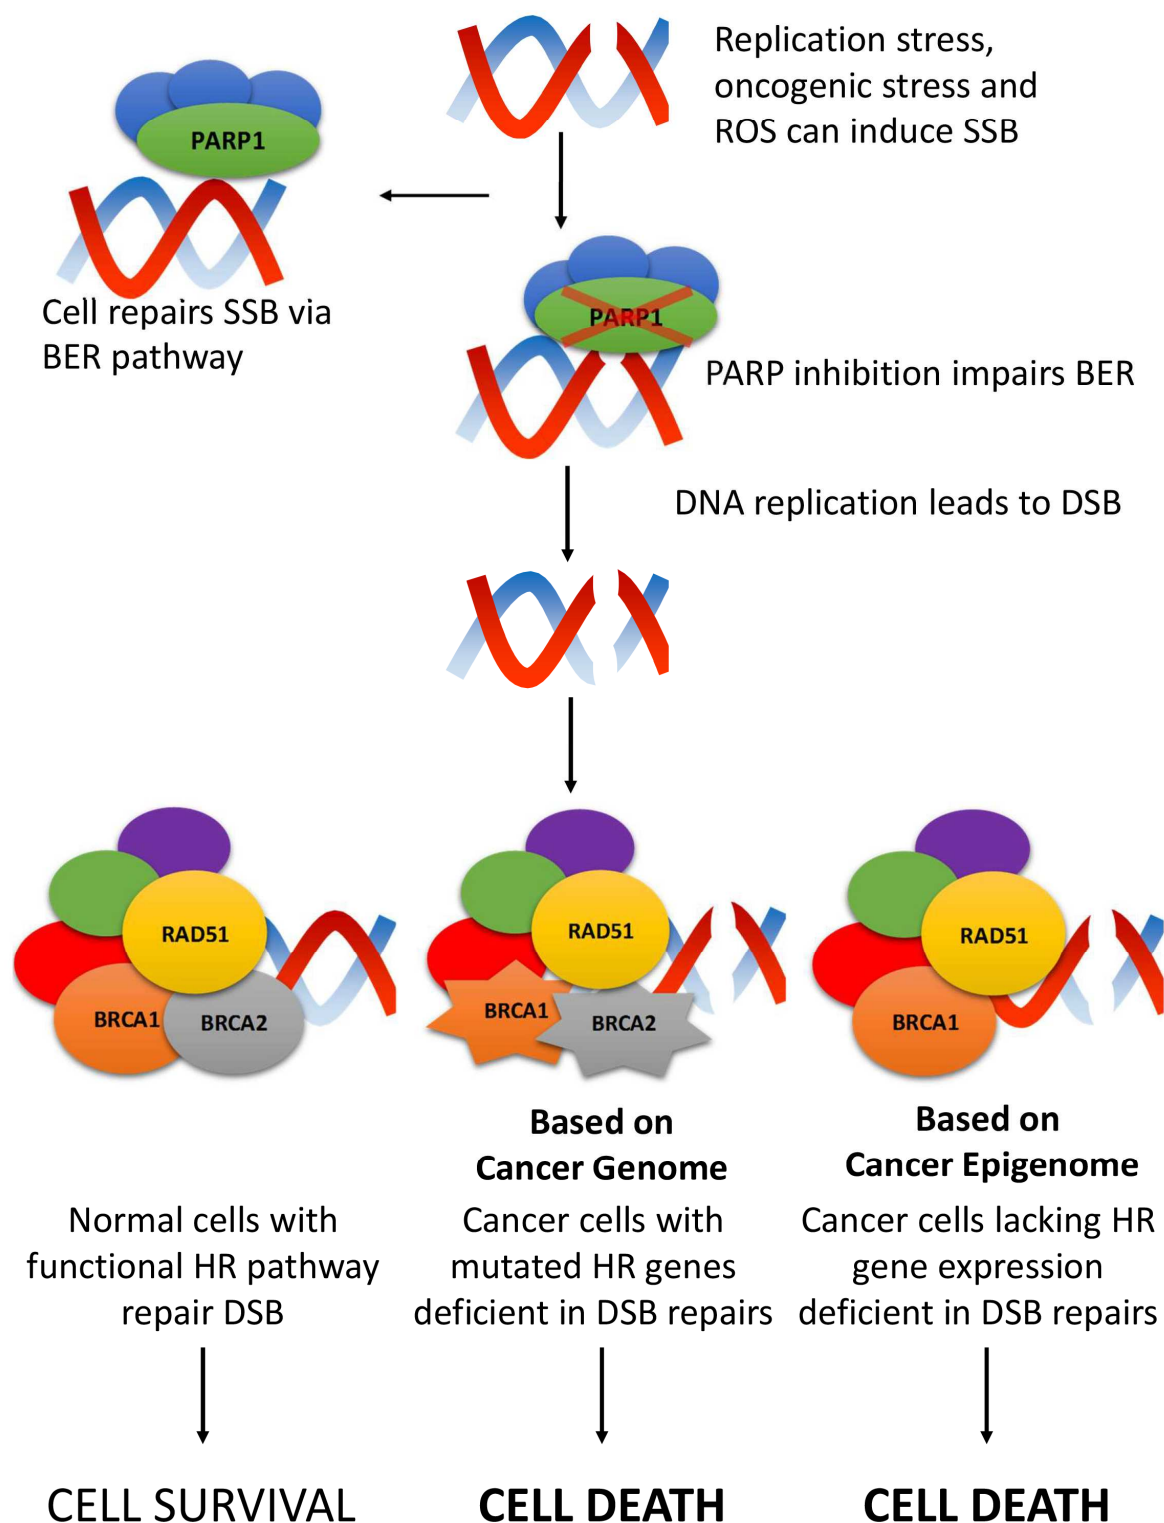 Replication stress,
oncogenic stress and
ROS can induce SSB
PARP1
Cell repairs SSB via
BER pathway
PARP1
PARP inhibition impairs BER
DNA replication leads to DSB
RAD51
BRCA1
BRCA2
RAD51
BRCA1
BRCA2
RAD51
BRCA1
Normal cells with
functional HR pathway
repair DSB
CELL SURVIVAL
Based on
Cancer Genome
Cancer cells with
mutated HR genes
deficient in DSB repairs
CELL DEATH
Based on
Cancer Epigenome
Cancer cells lacking HR
gene expression
deficient in DSB repairs
CELL DEATH